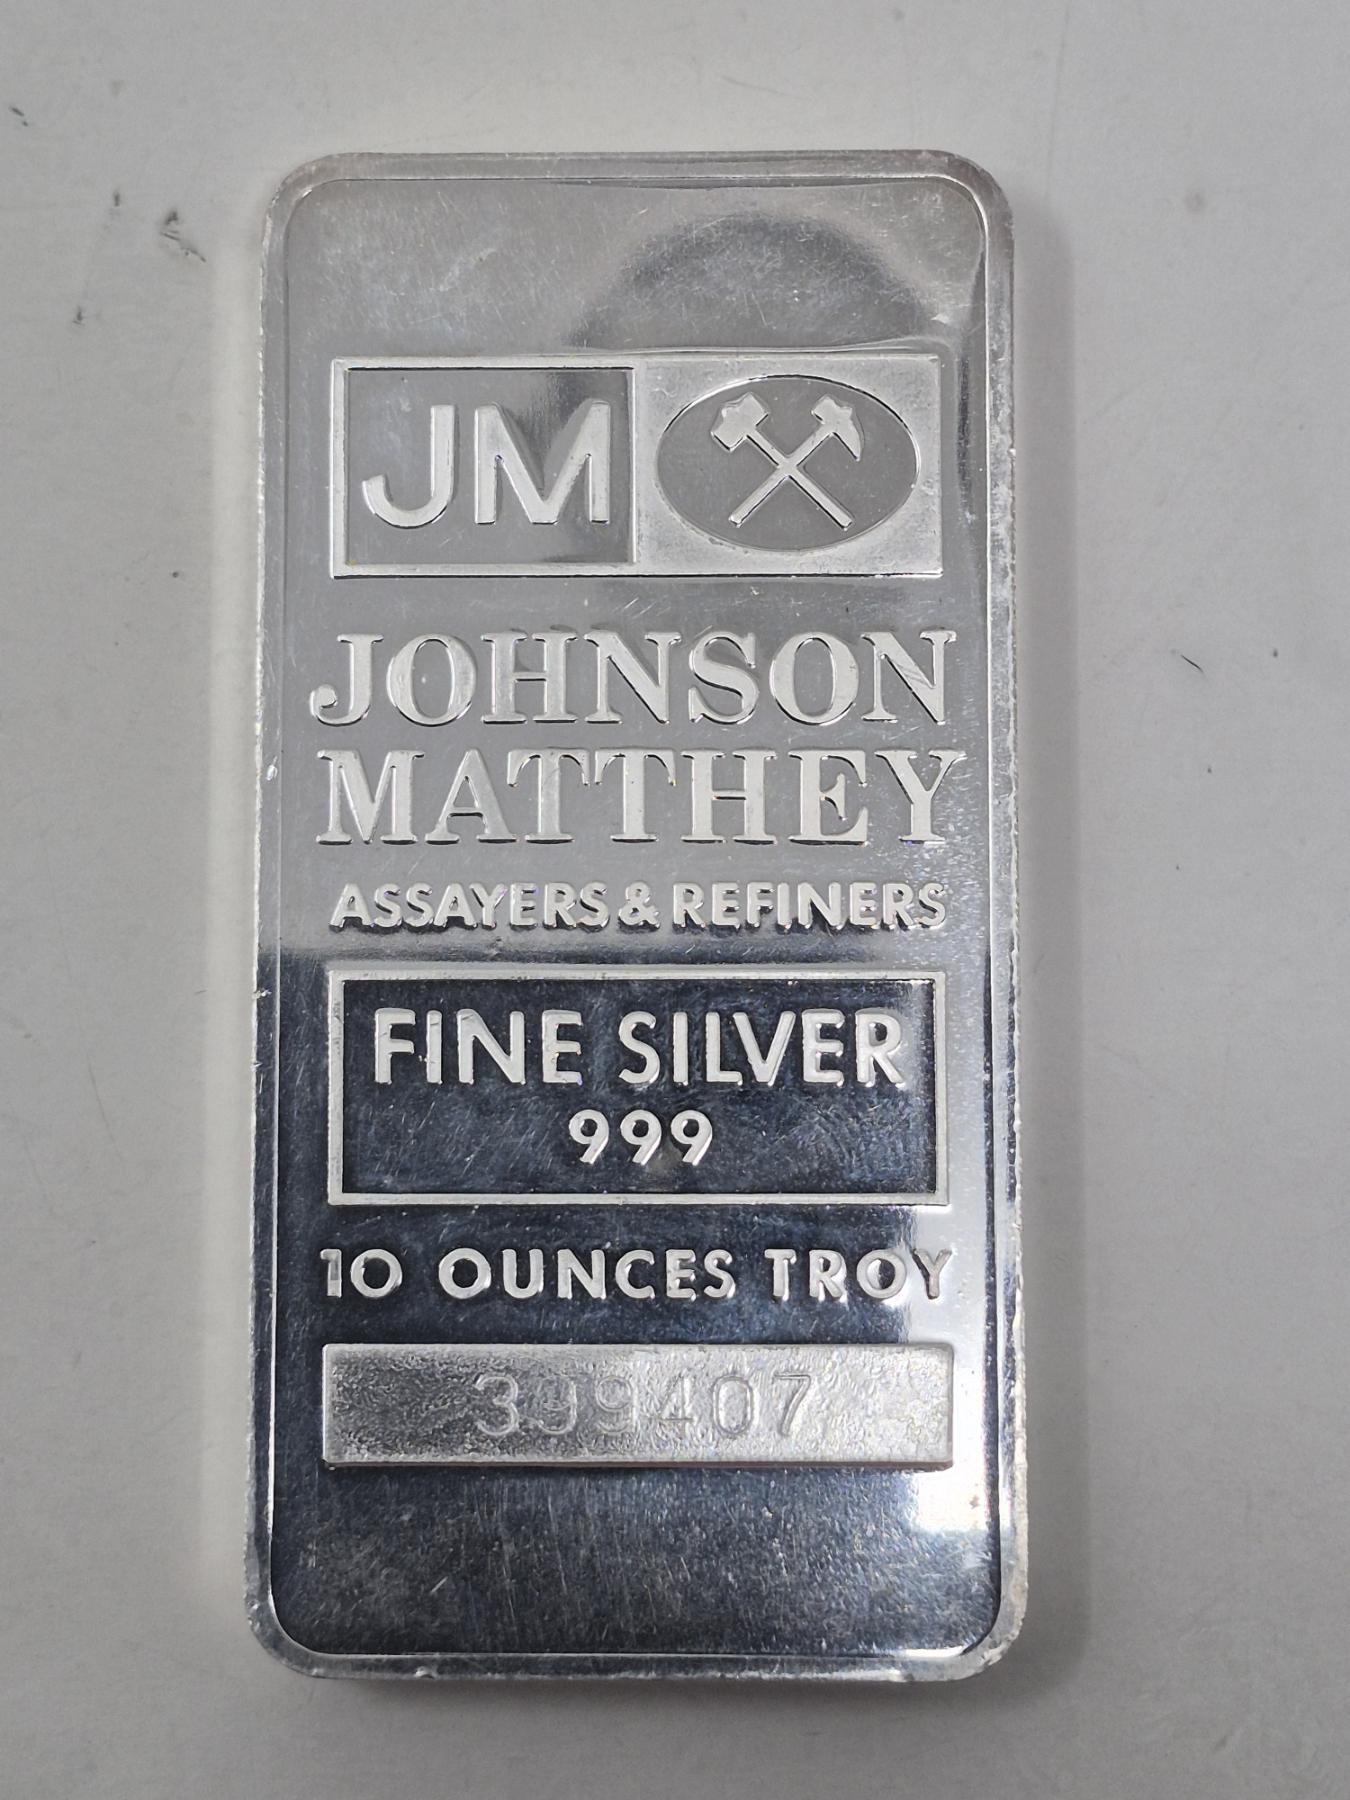 JM
JOHNSON
MATTHEY
ASSAYERS & REFINERS
FINE SILVER
999
10 OUNCES TROY
399407